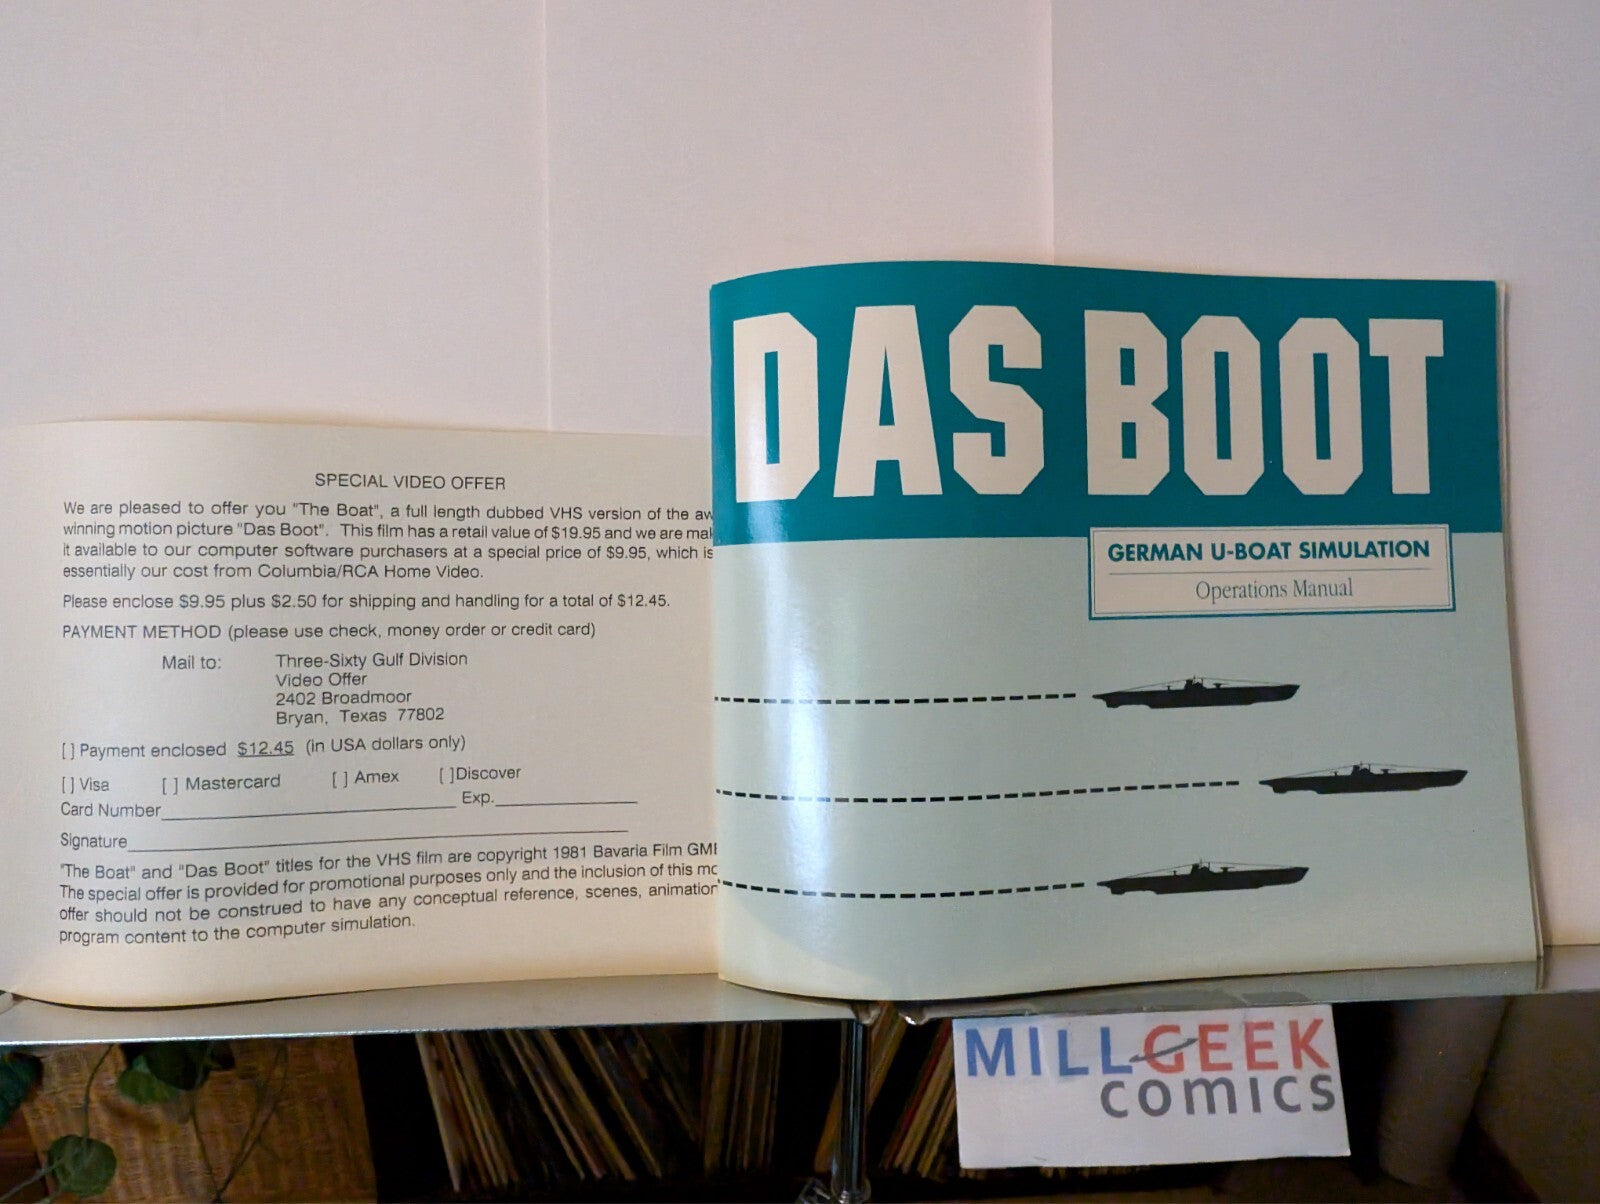 SPECIAL VIDEO OFFER
We are pleased to offer you "The Boat", a full length dubbed VHS version of the
winning motion picture "Das Boot". This film has a retail value of $19.95 and we are
it available to our computer software purchasers at a special price of $9.95, which is
essentially our cost from Columbia/RCA Home Video.
Please enclose $9.95 plus $2.50 for shipping and handling for a total of $12.45.
PAYMENT METHOD (please use check, money order or credit card)
Mail to: Three-Sixty Gulf Division
Video Offer
2402 Broadmoor
Bryan, Texas 77802
[ ] Payment enclosed $12.45 (in USA dollars only)
[ ] Visa [ ] Mastercard [ ] Amex [ ]Discover
Card Number Exp.
Signature
"The Boat" and "Das Boot" titles for the VHS film are copyright 1981 Bavaria Film
The special offer is provided for promotional purposes only and the inclusion of this
offer should not be construed to have any conceptual reference, scenes, animation
program content to the computer simulation.
DAS BOOT
GERMAN U-BOAT SIMULATION
Operations Manual
MILLGEEK
comics